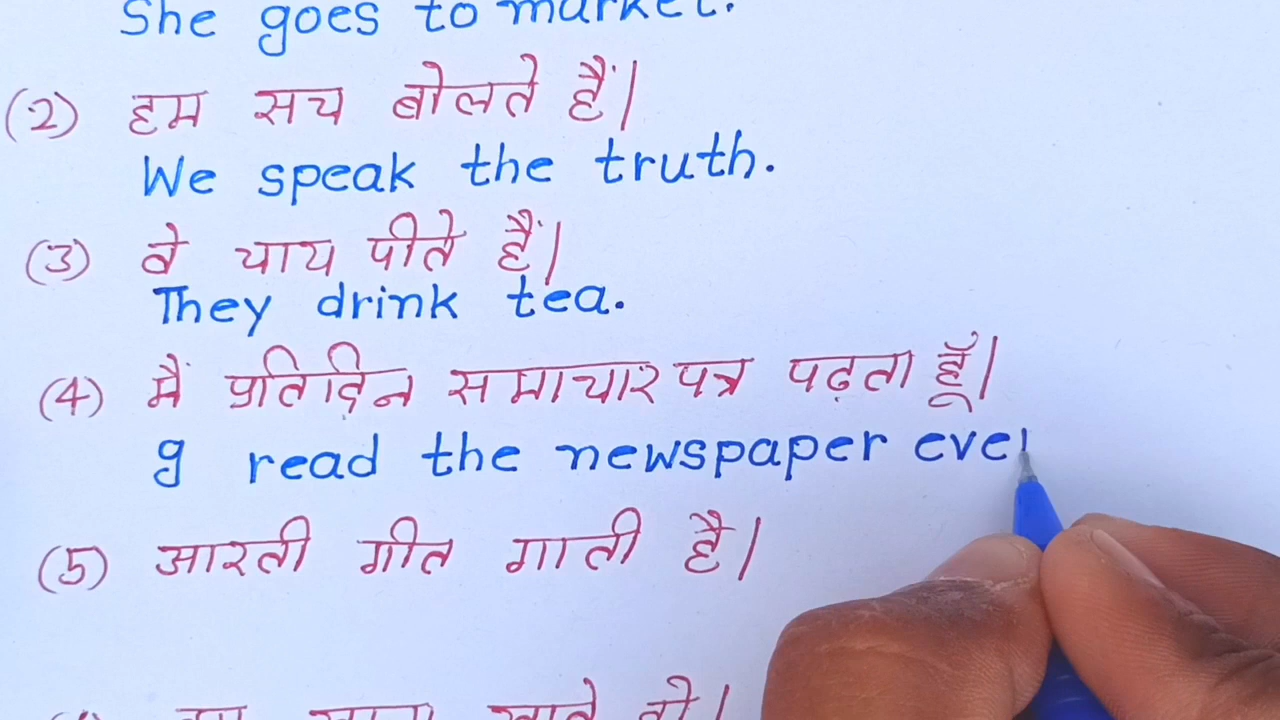 She goes to market.
(2) हम सच बोलते हैं।
We speak the truth.
(3) वे चाय पीते हैं।
They drink tea.
(4) मैं प्रतिदिन समाचार पत्र पढ़ता हूँ।
I read the newspaper eve
(5) आरती गीत गाती है।